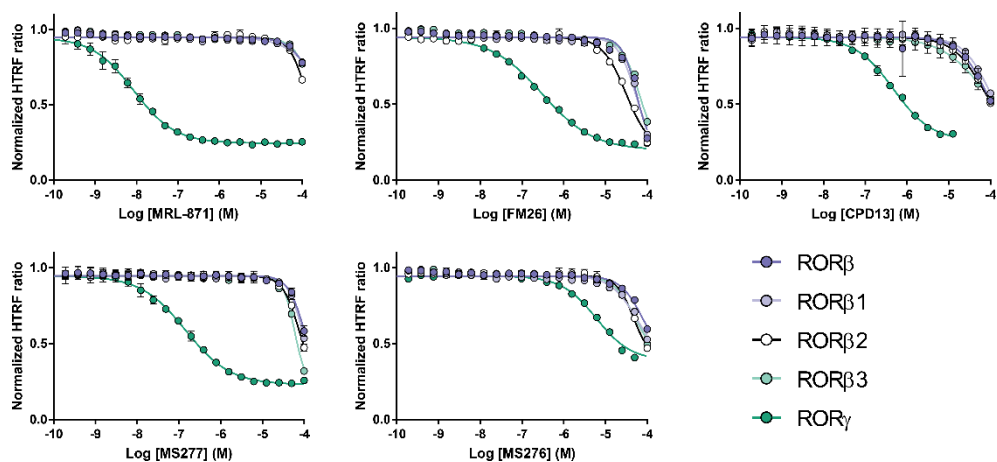 Normalized HTRF ratio
1.0
0.5
0.0
-10 -9 -8 -7 -6 -5 -4
Log [MRL-871] (M)
Normalized HTRF ratio
1.0
0.5
0.0
-10 -9 -8 -7 -6 -5 -4
Log [FM26] (M)
Normalized HTRF ratio
1.0
0.5
0.0
-10 -9 -8 -7 -6 -5 -4
Log [CPD13] (M)
Normalized HTRF ratio
1.0
0.5
0.0
-10 -9 -8 -7 -6 -5 -4
Log [MS277] (M)
Normalized HTRF ratio
1.0
0.5
0.0
-10 -9 -8 -7 -6 -5 -4
Log [MS276] (M)
RORβ
RORβ1
RORβ2
RORβ3
RORγ